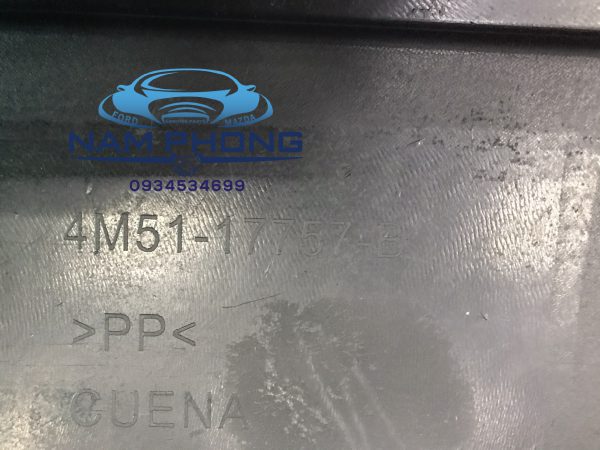 FORD MAZDA
NAM PHONG
0934534699
4M51-17757-B
>PP<
CUENA